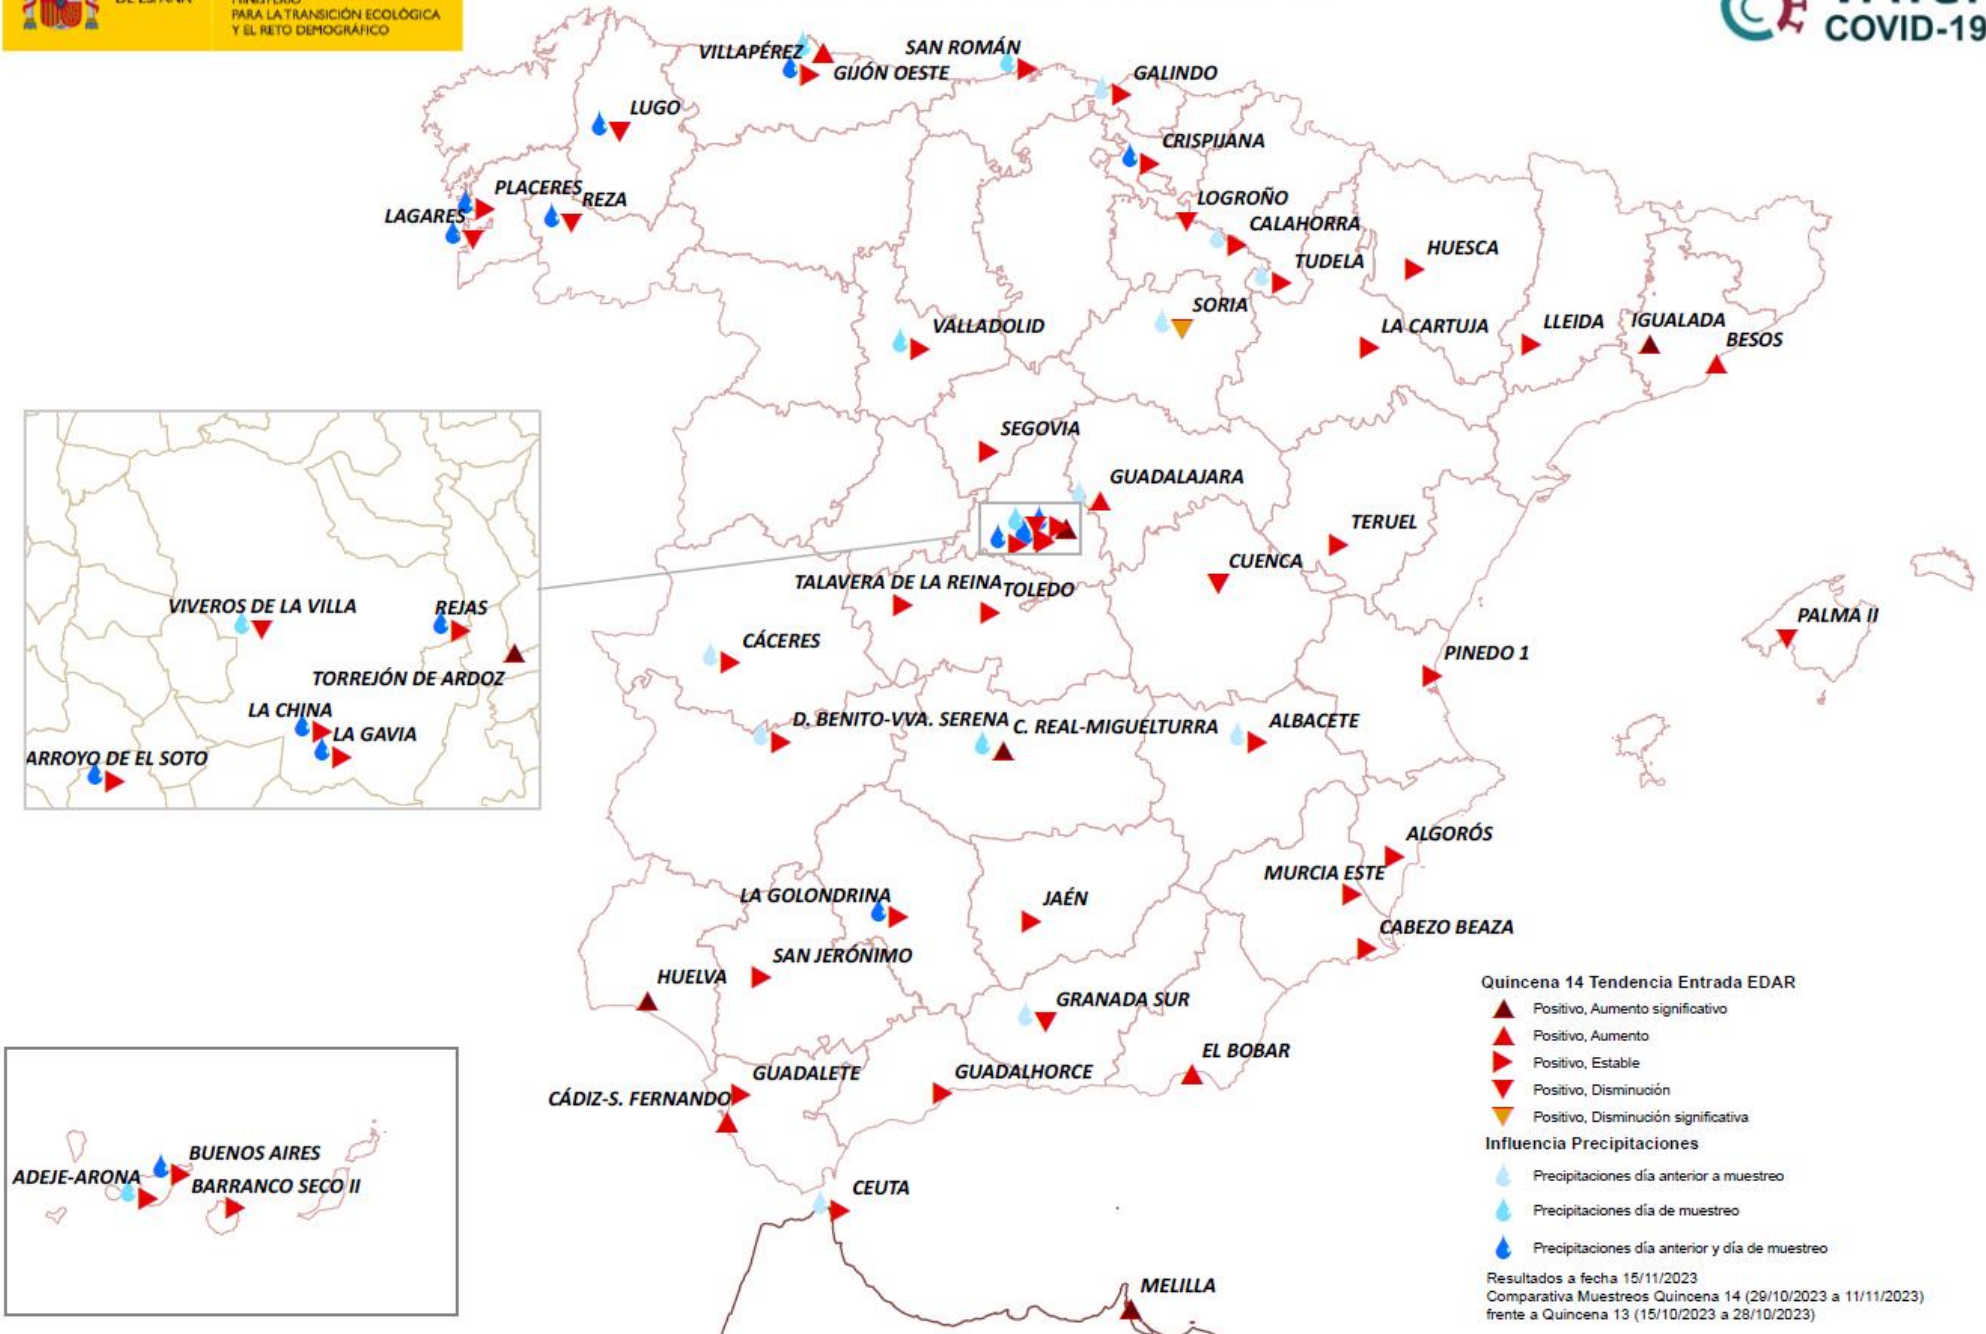 PARA LA TRANSICIÓN ECOLÓGICA
Y EL RETO DEMOGRÁFICO
COVID-19
VILLAPÉREZ
SAN ROMÁN
GIJÓN OESTE
GALINDO
LUGO
CRISPIJANA
PLACERES
REZA
LAGARES
LOGROÑO
CALAHORRA
TUDELA
HUESCA
SORIA
VALLADOLID
LA CARTUJA
LLEIDA
IGUALADA
BESOS
SEGOVIA
GUADALAJARA
TERUEL
CUENCA
TALAVERA DE LA REINA
TOLEDO
VIVEROS DE LA VILLA
REJAS
TORREJÓN DE ARDOZ
LA CHINA
LA GAVIA
ARROYO DE EL SOTO
PALMA II
CÁCERES
PINEDO 1
D. BENITO-VVA. SERENA
C. REAL-MIGUELTURRA
ALBACETE
ALGORÓS
MURCIA ESTE
LA GOLONDRINA
JAÉN
CABEZO BEAZA
SAN JERÓNIMO
HUELVA
GRANADA SUR
EL BOBAR
GUADALETE
GUADALHORCE
CÁDIZ-S. FERNANDO
BUENOS AIRES
ADEJE-ARONA
BARRANCO SECO II
CEUTA
MELILLA
Quincena 14 Tendencia Entrada EDAR
Positivo, Aumento significativo
Positivo, Aumento
Positivo, Estable
Positivo, Disminución
Positivo, Disminución significativa
Influencia Precipitaciones
Precipitaciones día anterior a muestreo
Precipitaciones día de muestreo
Precipitaciones día anterior y día de muestreo
Resultados a fecha 15/11/2023
Comparativa Muestreos Quincena 14 (29/10/2023 a 11/11/2023)
frente a Quincena 13 (15/10/2023 a 28/10/2023)